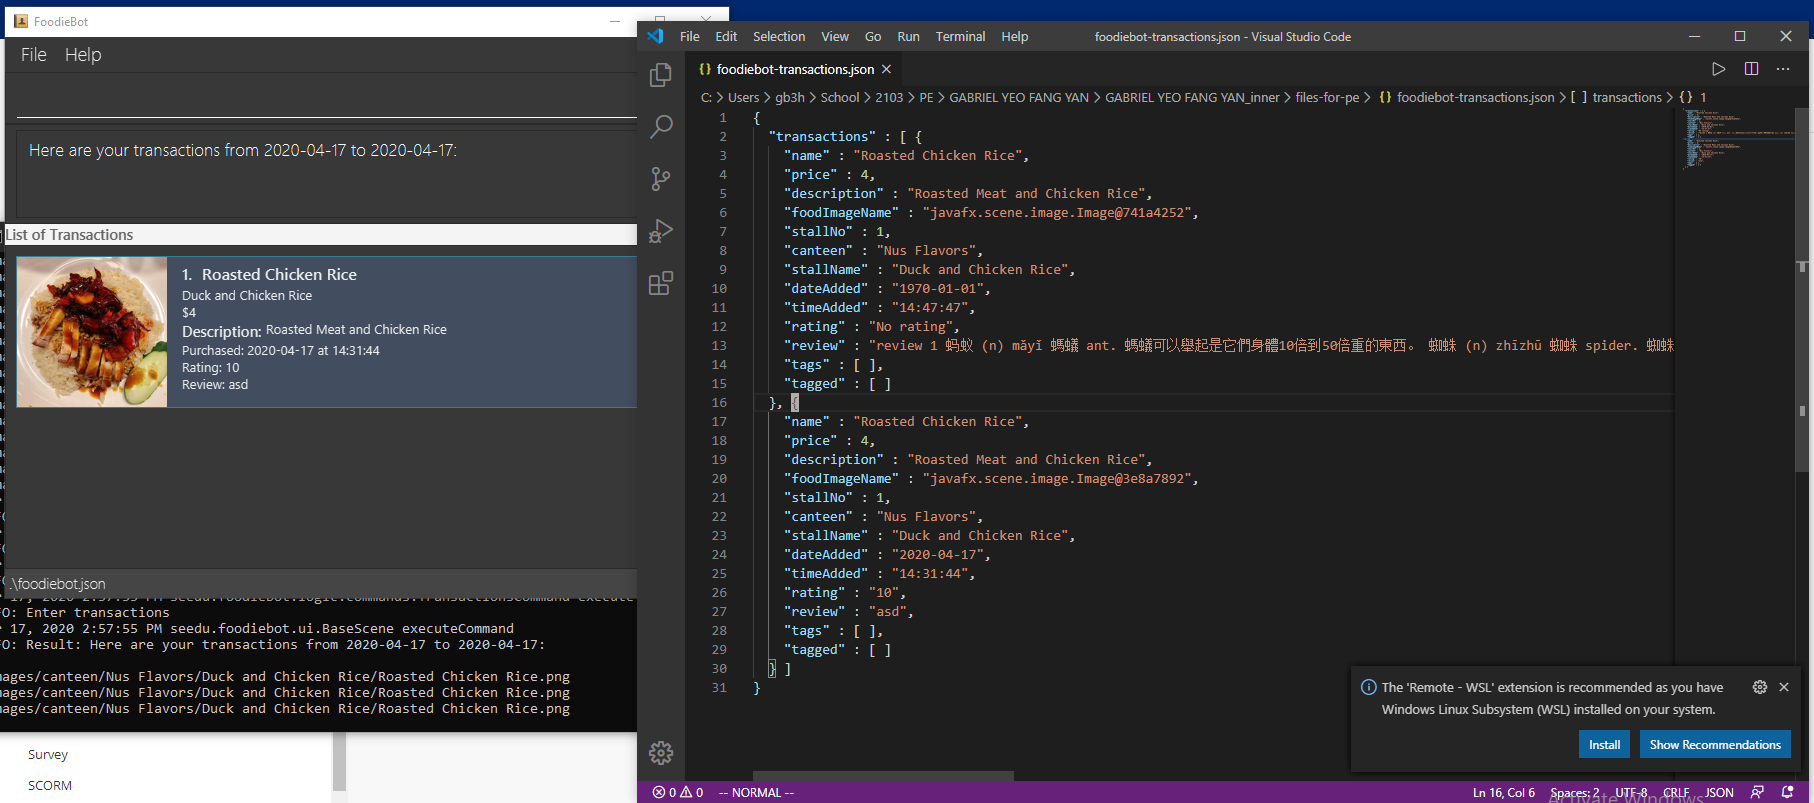 FoodieBot
File Help
Here are your transactions from 2020-04-17 to 2020-04-17:
List of Transactions
1. Roasted Chicken Rice
Duck and Chicken Rice
$4
Description: Roasted Meat and Chicken Rice
Purchased: 2020-04-17 at 14:31:44
Rating: 10
Review: asd
.\foodiebot.json
17, 2020 2:57:55 PM seedu.foodiebot.logic.commands.TransactionsCommand execute
FO: Enter transactions
17, 2020 2:57:55 PM seedu.foodiebot.ui.BaseScene executeCommand
FO: Result: Here are your transactions from 2020-04-17 to 2020-04-17:
mages/canteen/Nus Flavors/Duck and Chicken Rice/Roasted Chicken Rice.png
mages/canteen/Nus Flavors/Duck and Chicken Rice/Roasted Chicken Rice.png
mages/canteen/Nus Flavors/Duck and Chicken Rice/Roasted Chicken Rice.png
Survey
SCORM
File Edit Selection View Go Run Terminal Help foodiebot-transactions.json - Visual Studio Code
{} foodiebot-transactions.json
C: > Users > gb3h > School > 2103 > PE > GABRIEL YEO FANG YAN > GABRIEL YEO FANG YAN_inner > files-for-pe > {} foodiebot-transactions.json > [ ] transactions > {} 1
1 {
2 "transactions" : [ {
3 "name" : "Roasted Chicken Rice",
4 "price" : 4,
5 "description" : "Roasted Meat and Chicken Rice",
6 "foodImageName" : "javafx.scene.image.Image@741a4252",
7 "stallNo" : 1,
8 "canteen" : "Nus Flavors",
9 "stallName" : "Duck and Chicken Rice",
10 "dateAdded" : "1970-01-01",
11 "timeAdded" : "14:47:47",
12 "rating" : "No rating",
13 "review" : "review 1 蚂蚁 (n) mǎyǐ 螞蟻 ant. 螞蟻可以舉起是它們身體10倍到50倍重的東西。 蜘蛛 (n) zhīzhū 蜘蛛 spider. 蜘蛛
14 "tags" : [ ],
15 "tagged" : [ ]
16 }, {
17 "name" : "Roasted Chicken Rice",
18 "price" : 4,
19 "description" : "Roasted Meat and Chicken Rice",
20 "foodImageName" : "javafx.scene.image.Image@3e8a7892",
21 "stallNo" : 1,
22 "canteen" : "Nus Flavors",
23 "stallName" : "Duck and Chicken Rice",
24 "dateAdded" : "2020-04-17",
25 "timeAdded" : "14:31:44",
26 "rating" : "10",
27 "review" : "asd",
28 "tags" : [ ],
29 "tagged" : [ ]
30 } ]
31 }
The 'Remote - WSL' extension is recommended as you have
Windows Linux Subsystem (WSL) installed on your system.
Install Show Recommendations
0 0 -- NORMAL -- Ln 16, Col 6 Spaces: 2 UTF-8 CRLF JSON
Activate Windows